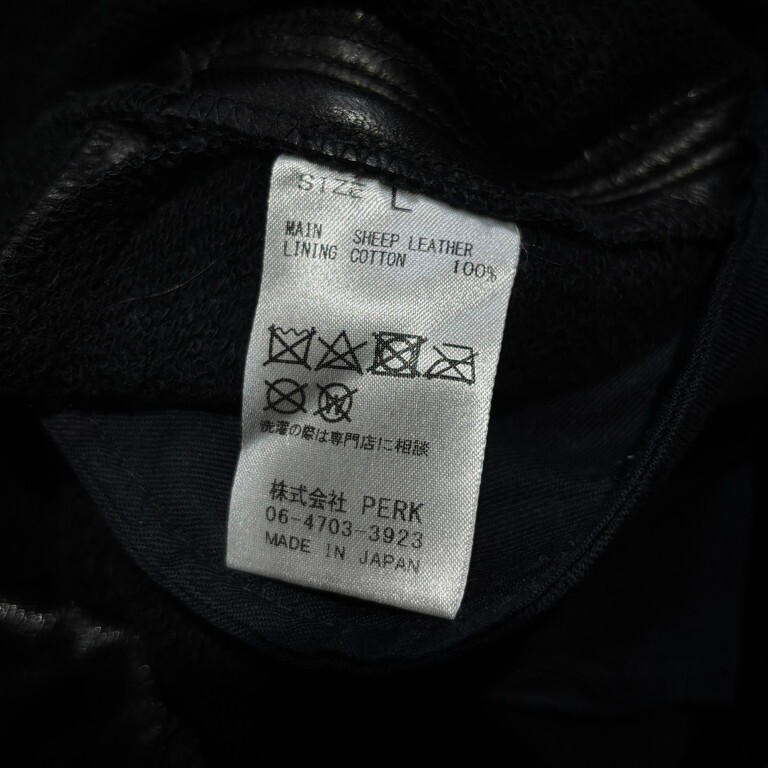 SIZE L
MAIN SHEEP LEATHER
LINING COTTON 100%
W
洗濯の際は専門店に相談
株式会社 PERK
06-4703-3923
MADE IN JAPAN